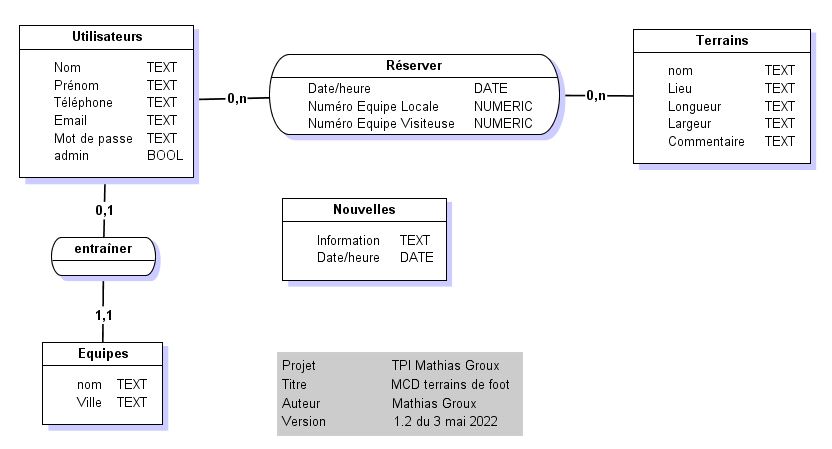 Utilisateurs
Nom TEXT
Prénom TEXT
Téléphone TEXT
Email TEXT
Mot de passe TEXT
admin BOOL
0,n
Réserver
Date/heure DATE
Numéro Equipe Locale NUMERIC
Numéro Equipe Visiteuse NUMERIC
0,n
Terrains
nom TEXT
Lieu TEXT
Longueur TEXT
Largeur TEXT
Commentaire TEXT
0,1
entraîner
1,1
Equipes
nom TEXT
Ville TEXT
Nouvelles
Information TEXT
Date/heure DATE
Projet TPI Mathias Groux
Titre MCD terrains de foot
Auteur Mathias Groux
Version 1.2 du 3 mai 2022